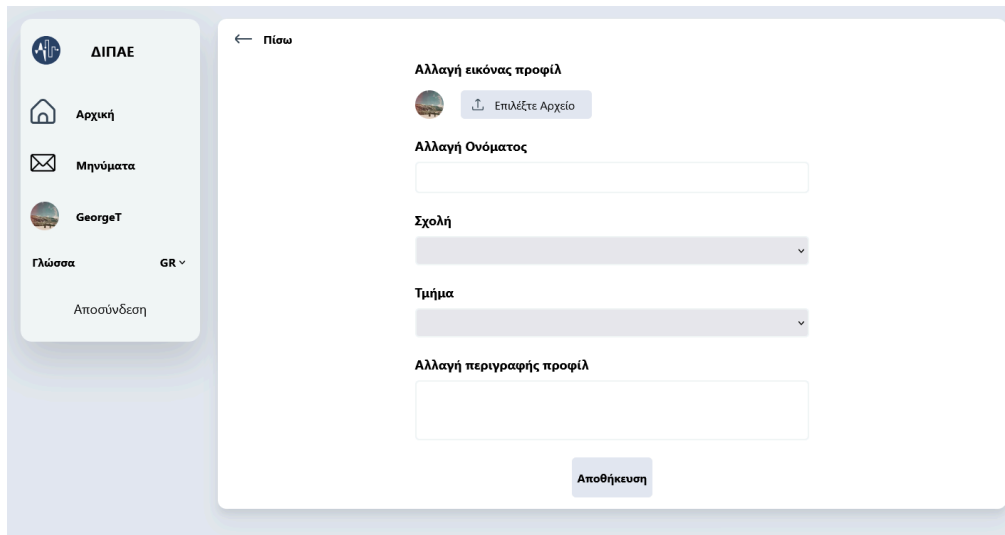 ΔΙΠΑΕ
Αρχική
Μηνύματα
GeorgeT
Γλώσσα GR
Αποσύνδεση
Πίσω
Αλλαγή εικόνας προφίλ
Επιλέξτε Αρχείο
Αλλαγή Ονόματος
Σχολή
Τμήμα
Αλλαγή περιγραφής προφίλ
Αποθήκευση